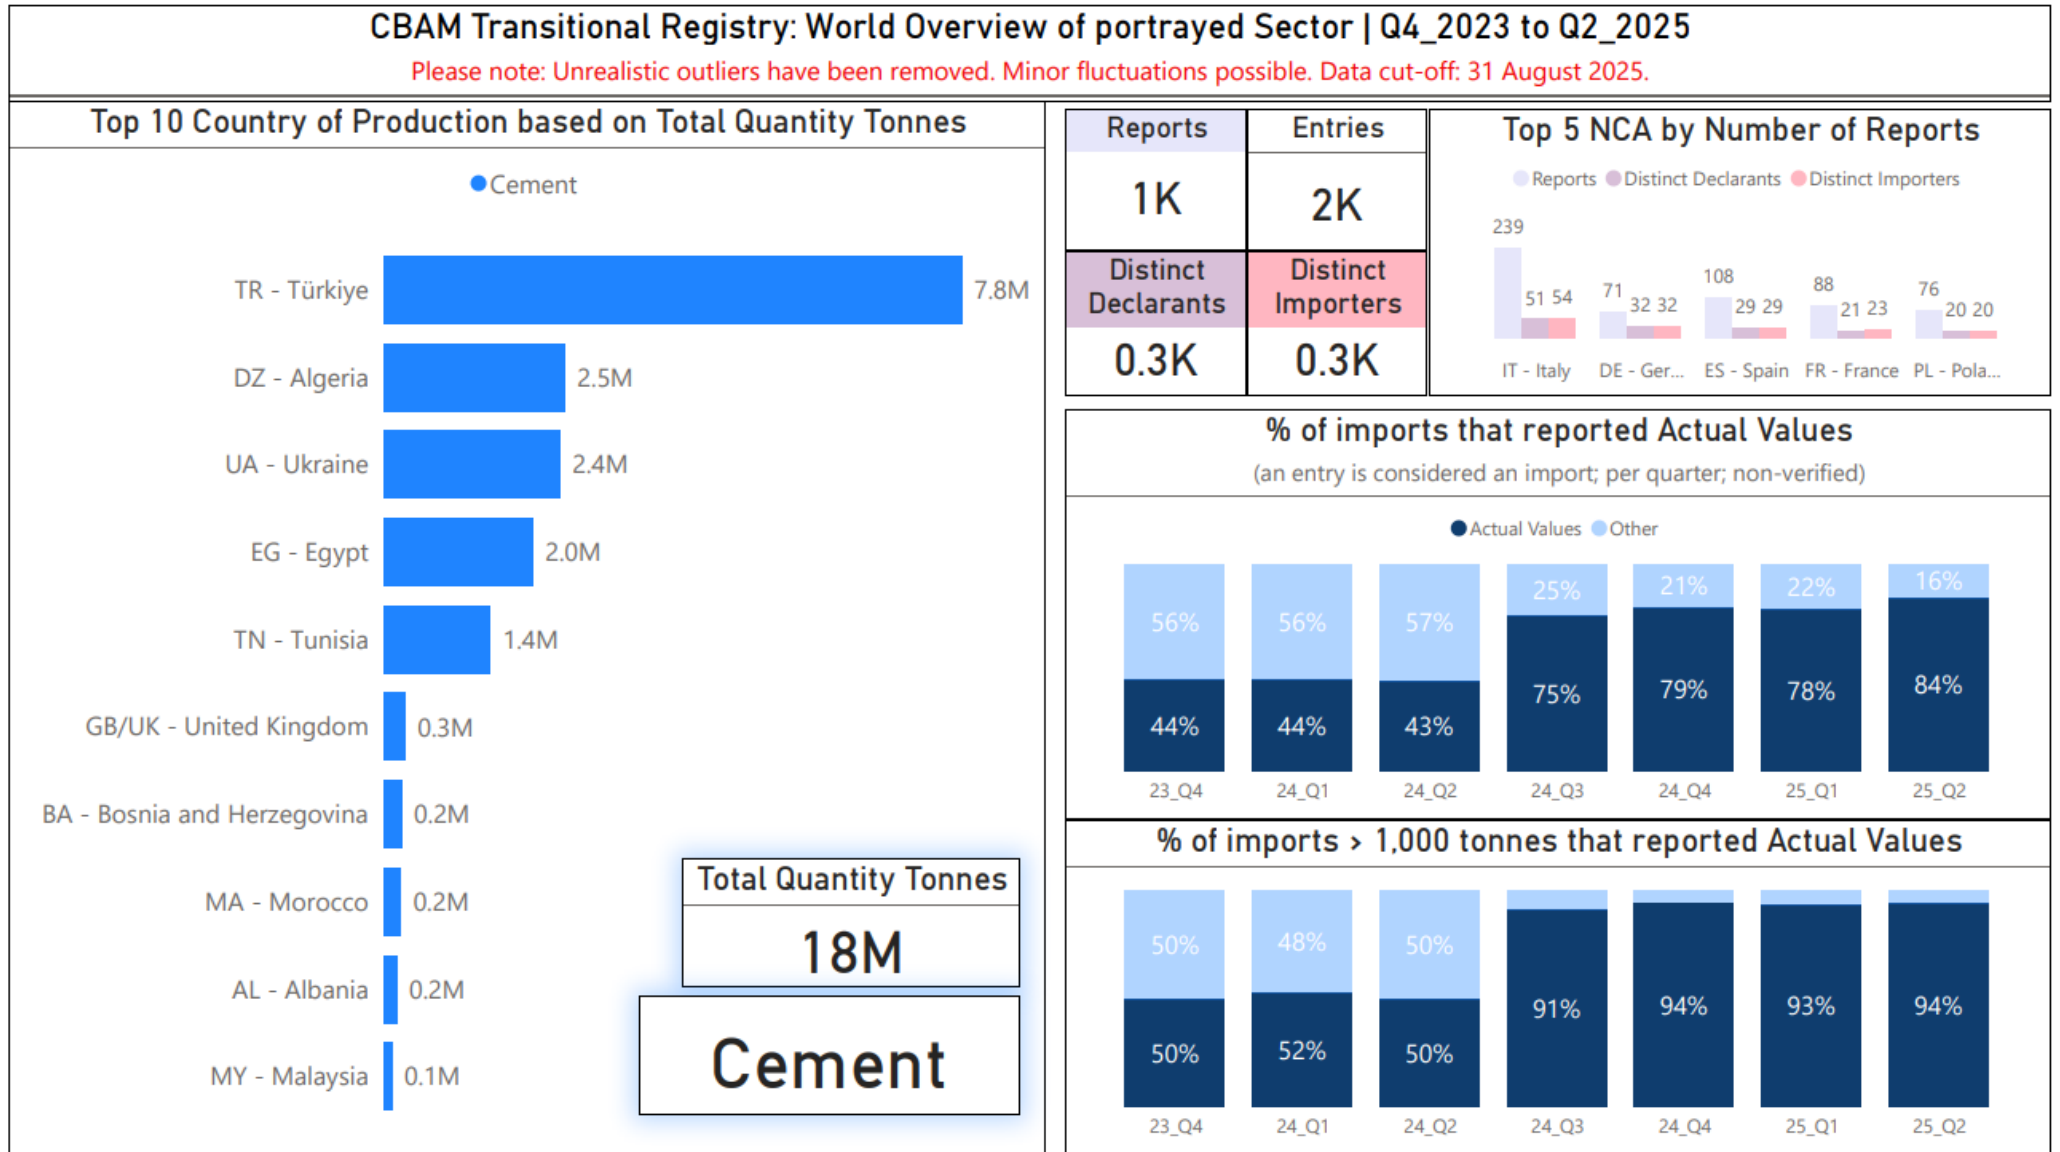 CBAM Transitional Registry: World Overview of portrayed Sector | Q4_2023 to Q2_2025
Please note: Unrealistic outliers have been removed. Minor fluctuations possible. Data cut-off: 31 August 2025.
Top 10 Country of Production based on Total Quantity Tonnes
Cement
TR - Türkiye 7.8M
DZ - Algeria 2.5M
UA - Ukraine 2.4M
EG - Egypt 2.0M
TN - Tunisia 1.4M
GB/UK - United Kingdom 0.3M
BA - Bosnia and Herzegovina 0.2M
MA - Morocco 0.2M
AL - Albania 0.2M
MY - Malaysia 0.1M
Total Quantity Tonnes
18M
Cement
Reports
1K
Entries
2K
Distinct
Declarants
0.3K
Distinct
Importers
0.3K
Top 5 NCA by Number of Reports
Reports Distinct Declarants Distinct Importers
239 51 54 71 32 32 108 29 29 88 21 23 76 20 20
IT - Italy DE - Ger... ES - Spain FR - France PL - Pola...
% of imports that reported Actual Values
(an entry is considered an import; per quarter; non-verified)
Actual Values Other
56% 56% 57% 25% 21% 22% 16%
44% 44% 43% 75% 79% 78% 84%
23_Q4 24_Q1 24_Q2 24_Q3 24_Q4 25_Q1 25_Q2
% of imports > 1,000 tonnes that reported Actual Values
50% 48% 50%
50% 52% 50% 91% 94% 93% 94%
23_Q4 24_Q1 24_Q2 24_Q3 24_Q4 25_Q1 25_Q2